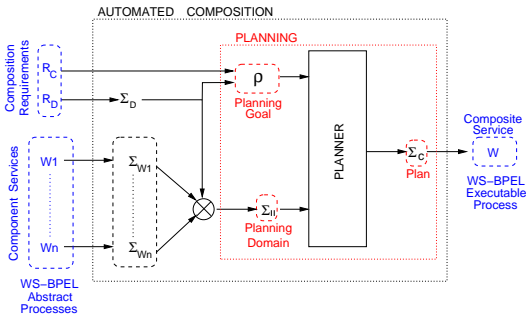 AUTOMATED COMPOSITION
PLANNING
Composition
Requirements
R_C
R_D
Σ_D
ρ
Planning
Goal
PLANNER
Component Services
W1
Wn
Σ_W1
Σ_Wn
Σ_||
Planning
Domain
Σ_C
Plan
Composite
Service
W
WS-BPEL
Executable
Process
WS-BPEL
Abstract
Processes